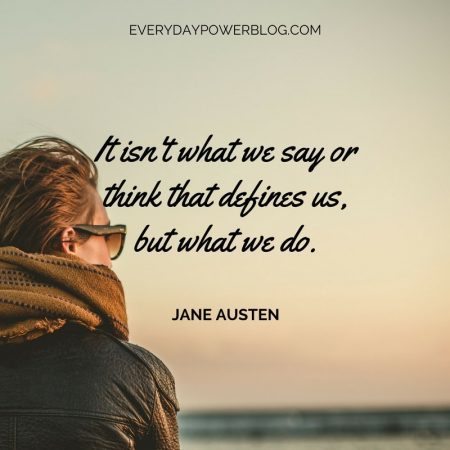 EVERYDAYPOWERBLOG.COM
It isn't what we say or
think that defines us,
but what we do.
JANE AUSTEN